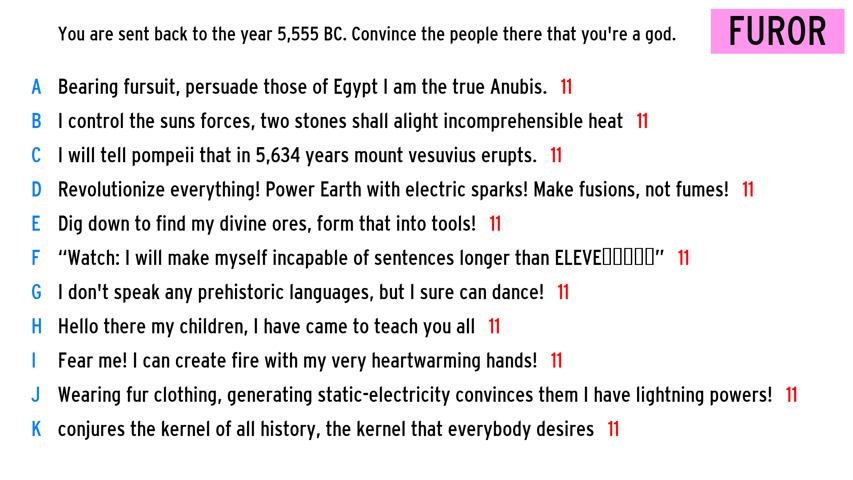 You are sent back to the year 5,555 BC. Convince the people there that you're a god.
FUROR
A Bearing fursuit, persuade those of Egypt I am the true Anubis. 11
B I control the suns forces, two stones shall alight incomprehensible heat 11
C I will tell pompeii that in 5,634 years mount vesuvius erupts. 11
D Revolutionize everything! Power Earth with electric sparks! Make fusions, not fumes! 11
E Dig down to find my divine ores, form that into tools! 11
F “Watch: I will make myself incapable of sentences longer than ELEVE▯▯▯▯▯” 11
G I don't speak any prehistoric languages, but I sure can dance! 11
H Hello there my children, I have came to teach you all 11
I Fear me! I can create fire with my very heartwarming hands! 11
J Wearing fur clothing, generating static-electricity convinces them I have lightning powers! 11
K conjures the kernel of all history, the kernel that everybody desires 11